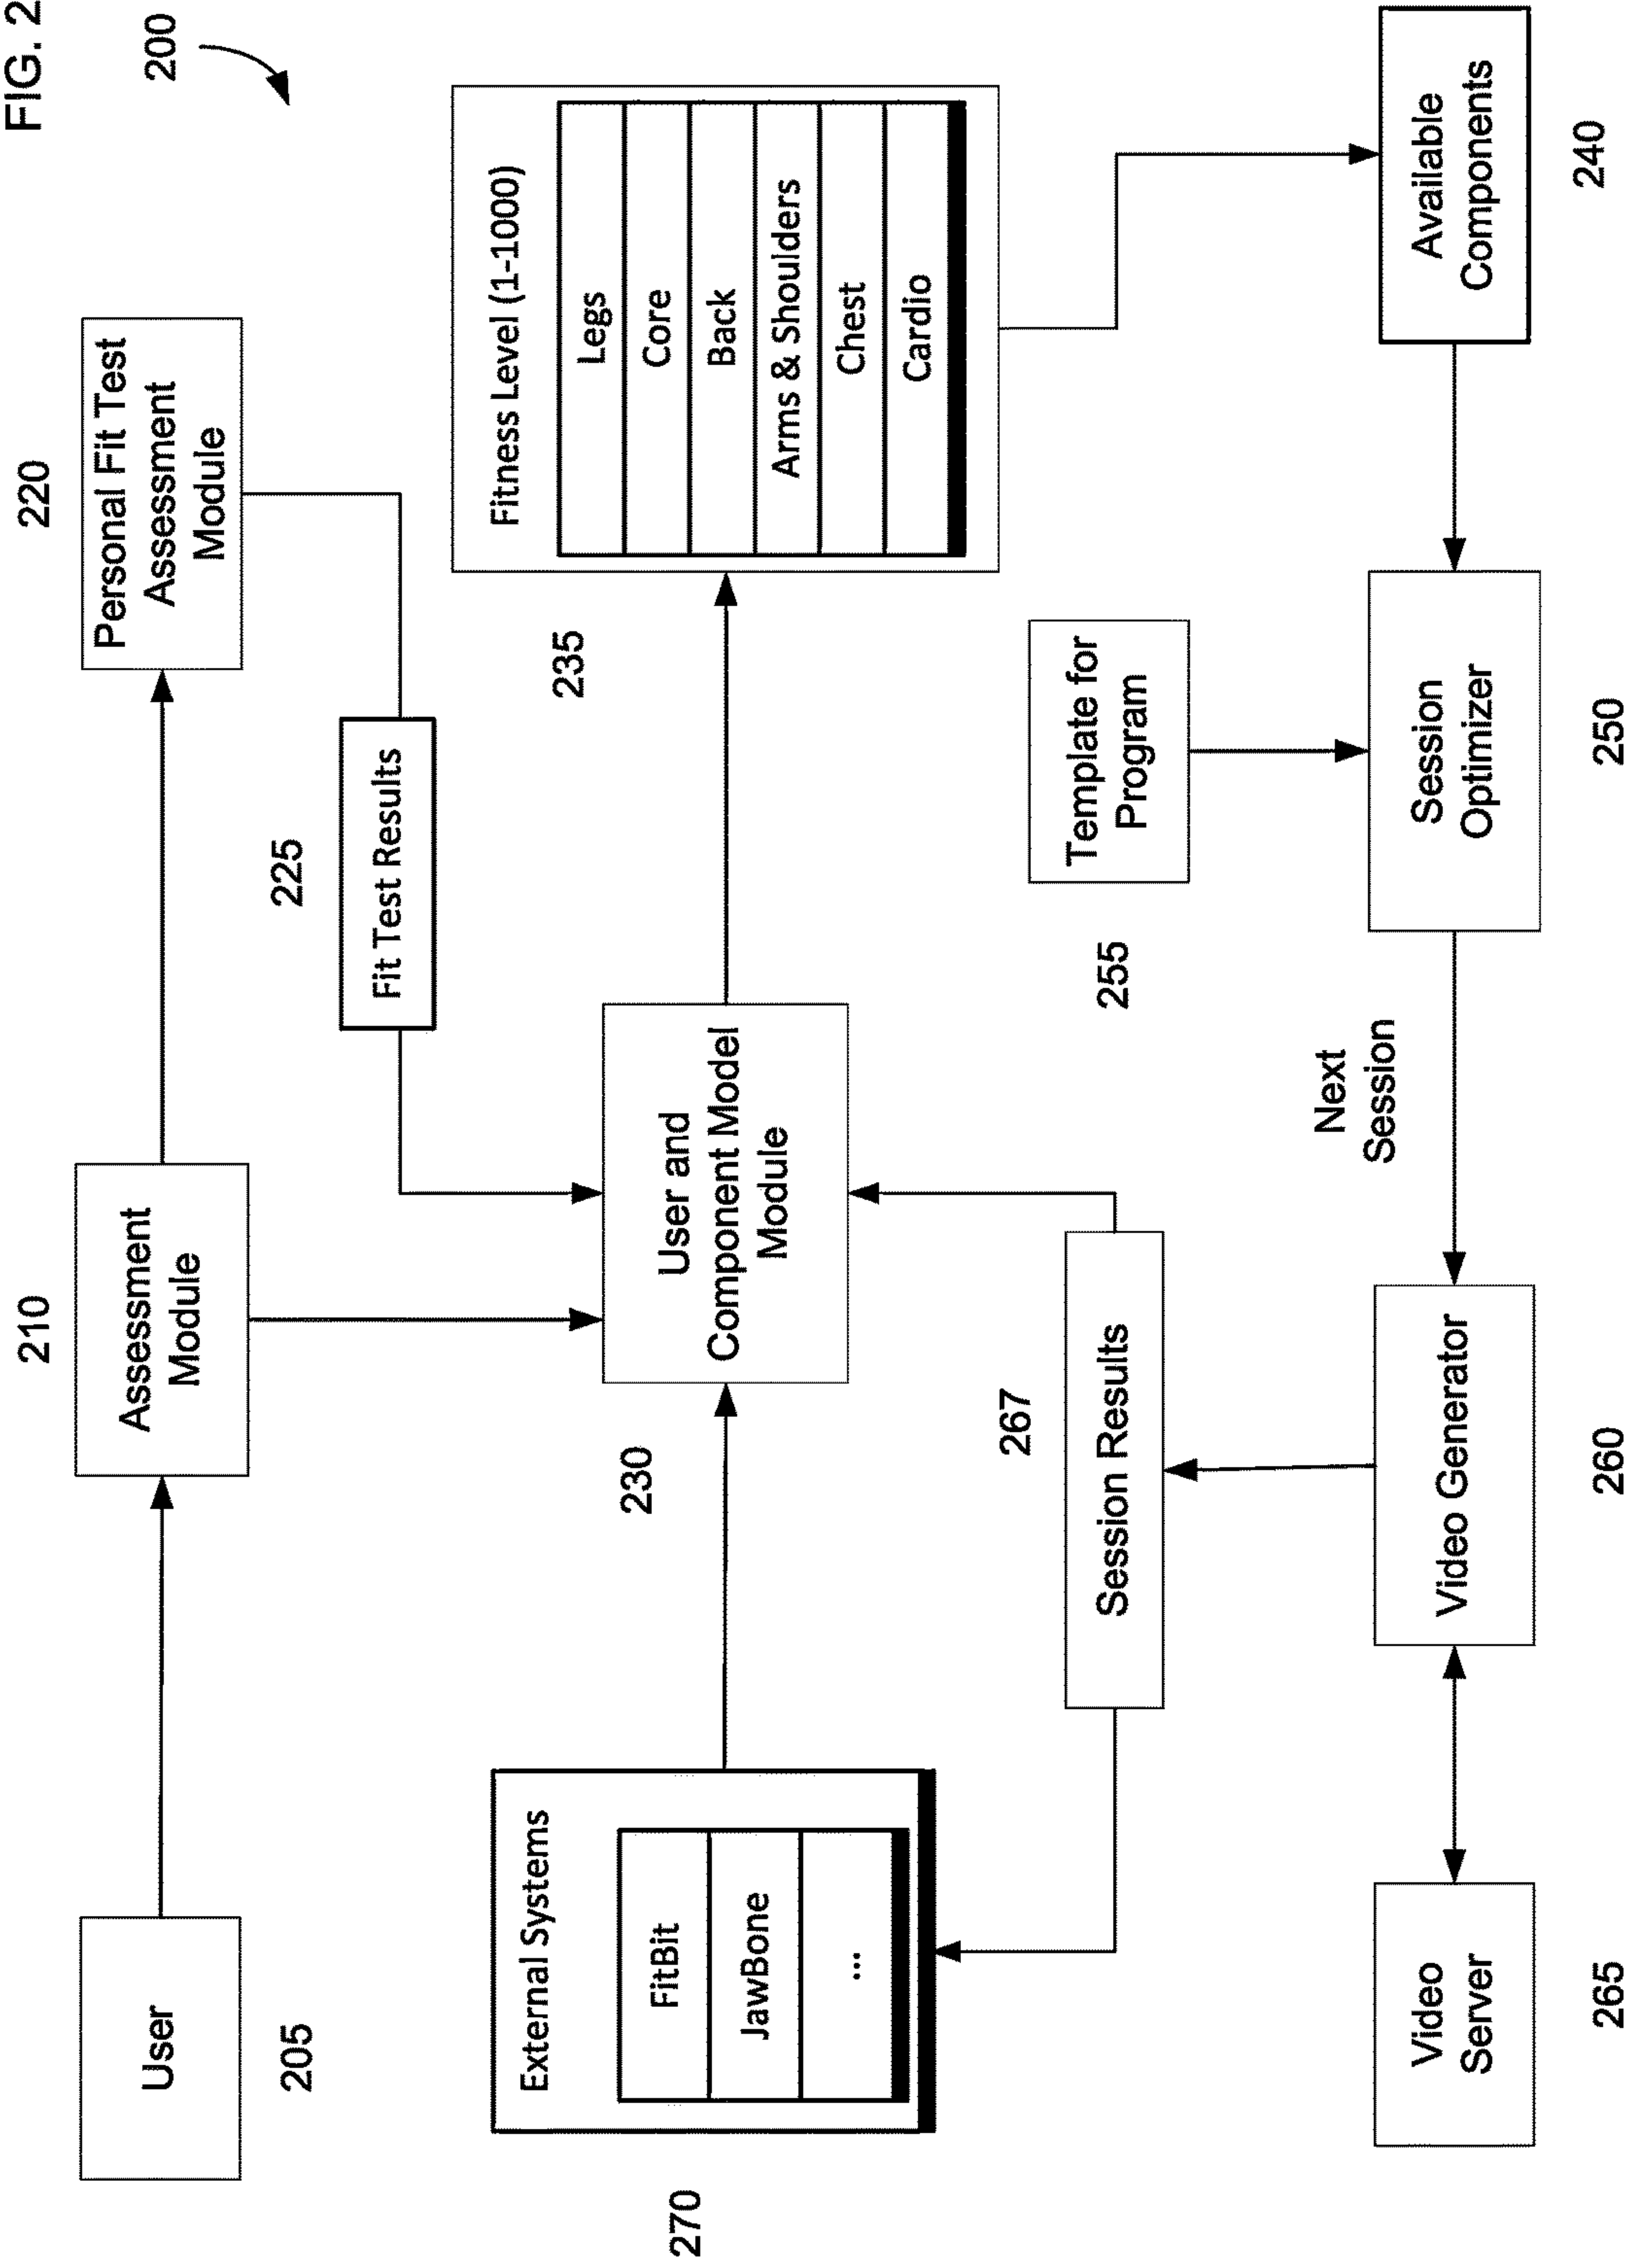 FIG. 2
200
User
205
210
Assessment
Module
220
Personal Fit Test
Assessment
Module
225
Fit Test Results
270
External Systems
FitBit
JawBone
...
230
User and
Component Model
Module
235
Fitness Level (1-1000)
Legs
Core
Back
Arms & Shoulders
Chest
Cardio
267
Session Results
255
Template for
Program
Video
Server
265
Video Generator
260
Next
Session
Session
Optimizer
250
Available
Components
240